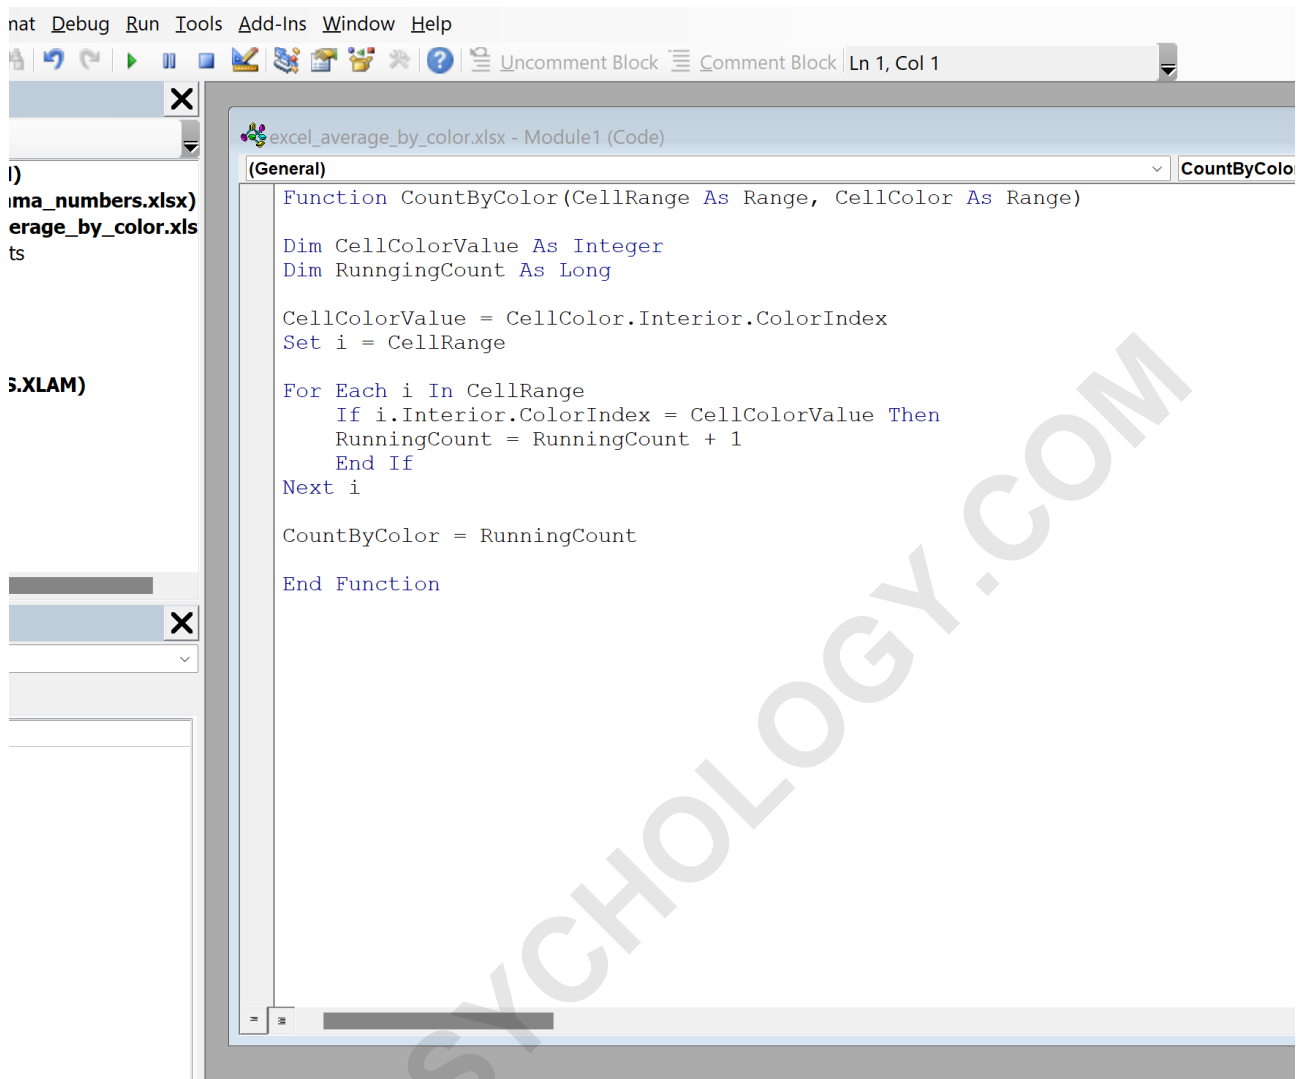 mat Debug Run Tools Add-Ins Window Help
Uncomment Block Comment Block Ln 1, Col 1
excel_average_by_color.xlsx - Module1 (Code)
(General) CountByColor
ma_numbers.xlsx)
erage_by_color.xls
ts
S.XLAM)
Function CountByColor(CellRange As Range, CellColor As Range)
Dim CellColorValue As Integer
Dim RunngingCount As Long
CellColorValue = CellColor.Interior.ColorIndex
Set i = CellRange
For Each i In CellRange
If i.Interior.ColorIndex = CellColorValue Then
RunningCount = RunningCount + 1
End If
Next i
CountByColor = RunningCount
End Function
SYCHOLOGY.COM